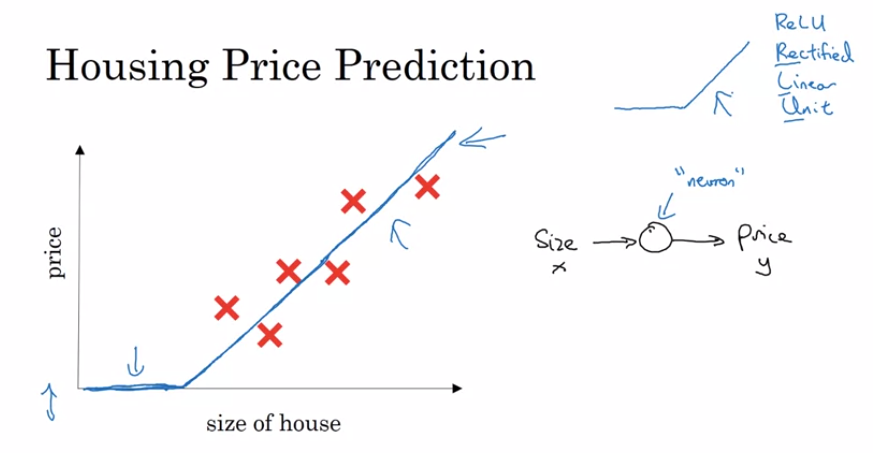 Housing Price Prediction
ReLU
Rectified
Linear
Unit
price
size of house
"neuron"
Size
x
Price
y